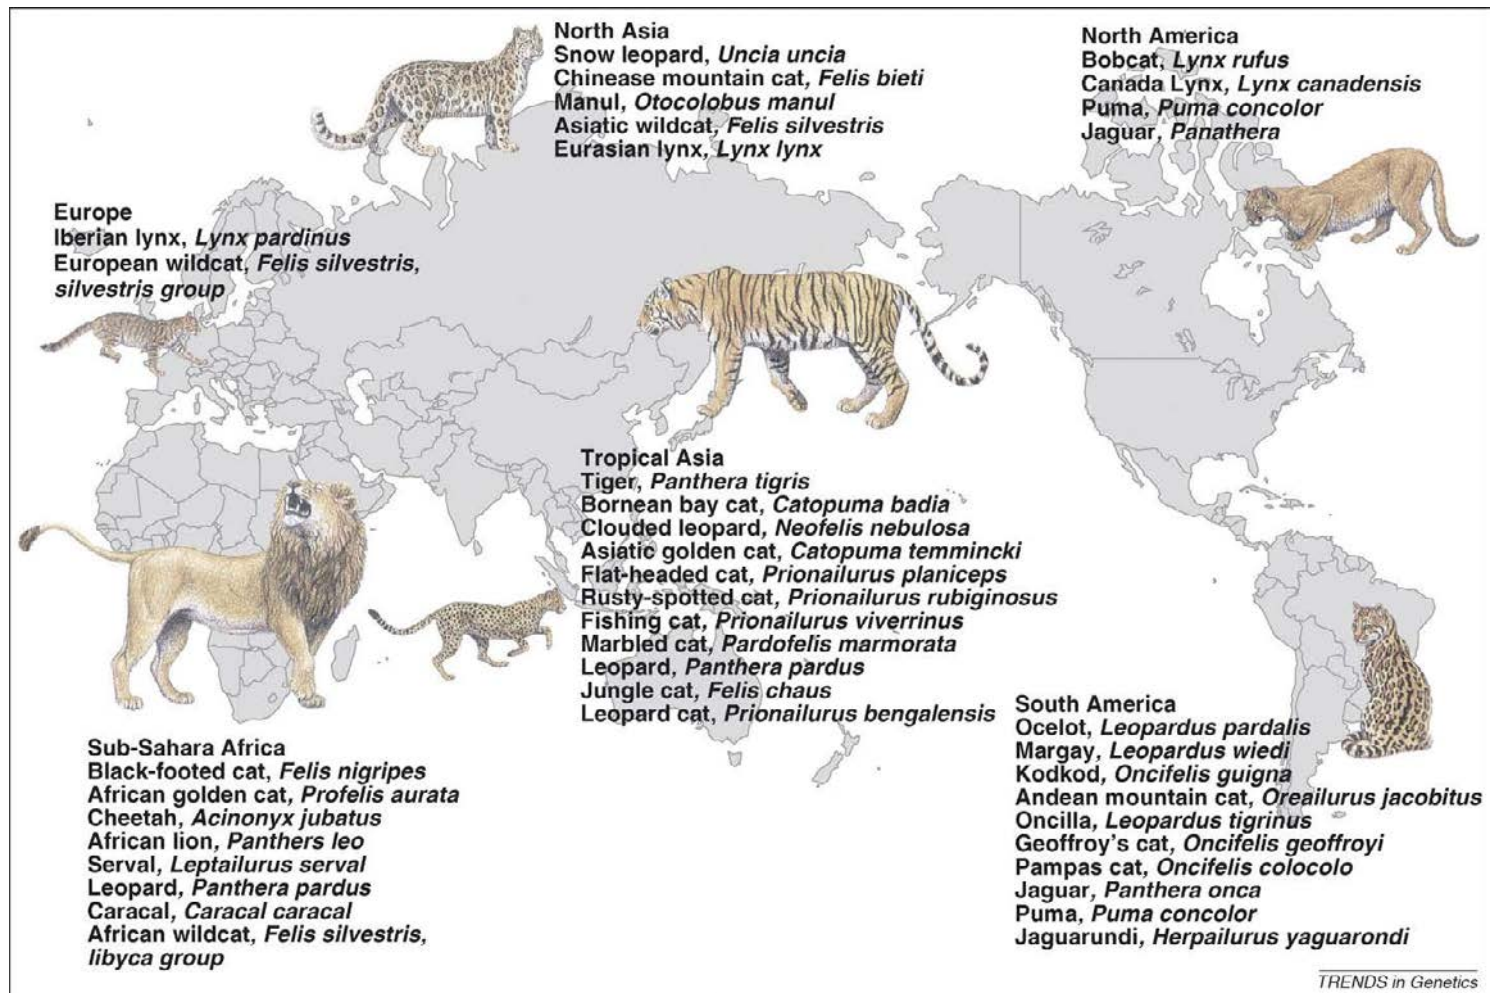 North Asia
Snow leopard, Uncia uncia
Chinease mountain cat, Felis bieti
Manul, Otocolobus manul
Asiatic wildcat, Felis silvestris
Eurasian lynx, Lynx lynx
North America
Bobcat, Lynx rufus
Canada Lynx, Lynx canadensis
Puma, Puma concolor
Jaguar, Panathera
Europe
Iberian lynx, Lynx pardinus
European wildcat, Felis silvestris,
silvestris group
Tropical Asia
Tiger, Panthera tigris
Bornean bay cat, Catopuma badia
Clouded leopard, Neofelis nebulosa
Asiatic golden cat, Catopuma temmincki
Flat-headed cat, Prionailurus planiceps
Rusty-spotted cat, Prionailurus rubiginosus
Fishing cat, Prionailurus viverrinus
Marbled cat, Pardofelis marmorata
Leopard, Panthera pardus
Jungle cat, Felis chaus
Leopard cat, Prionailurus bengalensis
South America
Ocelot, Leopardus pardalis
Margay, Leopardus wiedi
Kodkod, Oncifelis guigna
Andean mountain cat, Oreailurus jacobitus
Oncilla, Leopardus tigrinus
Geoffroy's cat, Oncifelis geoffroyi
Pampas cat, Oncifelis colocolo
Jaguar, Panthera onca
Puma, Puma concolor
Jaguarundi, Herpailurus yaguarondi
Sub-Sahara Africa
Black-footed cat, Felis nigripes
African golden cat, Profelis aurata
Cheetah, Acinonyx jubatus
African lion, Panthers leo
Serval, Leptailurus serval
Leopard, Panthera pardus
Caracal, Caracal caracal
African wildcat, Felis silvestris,
libyca group
TRENDS in Genetics